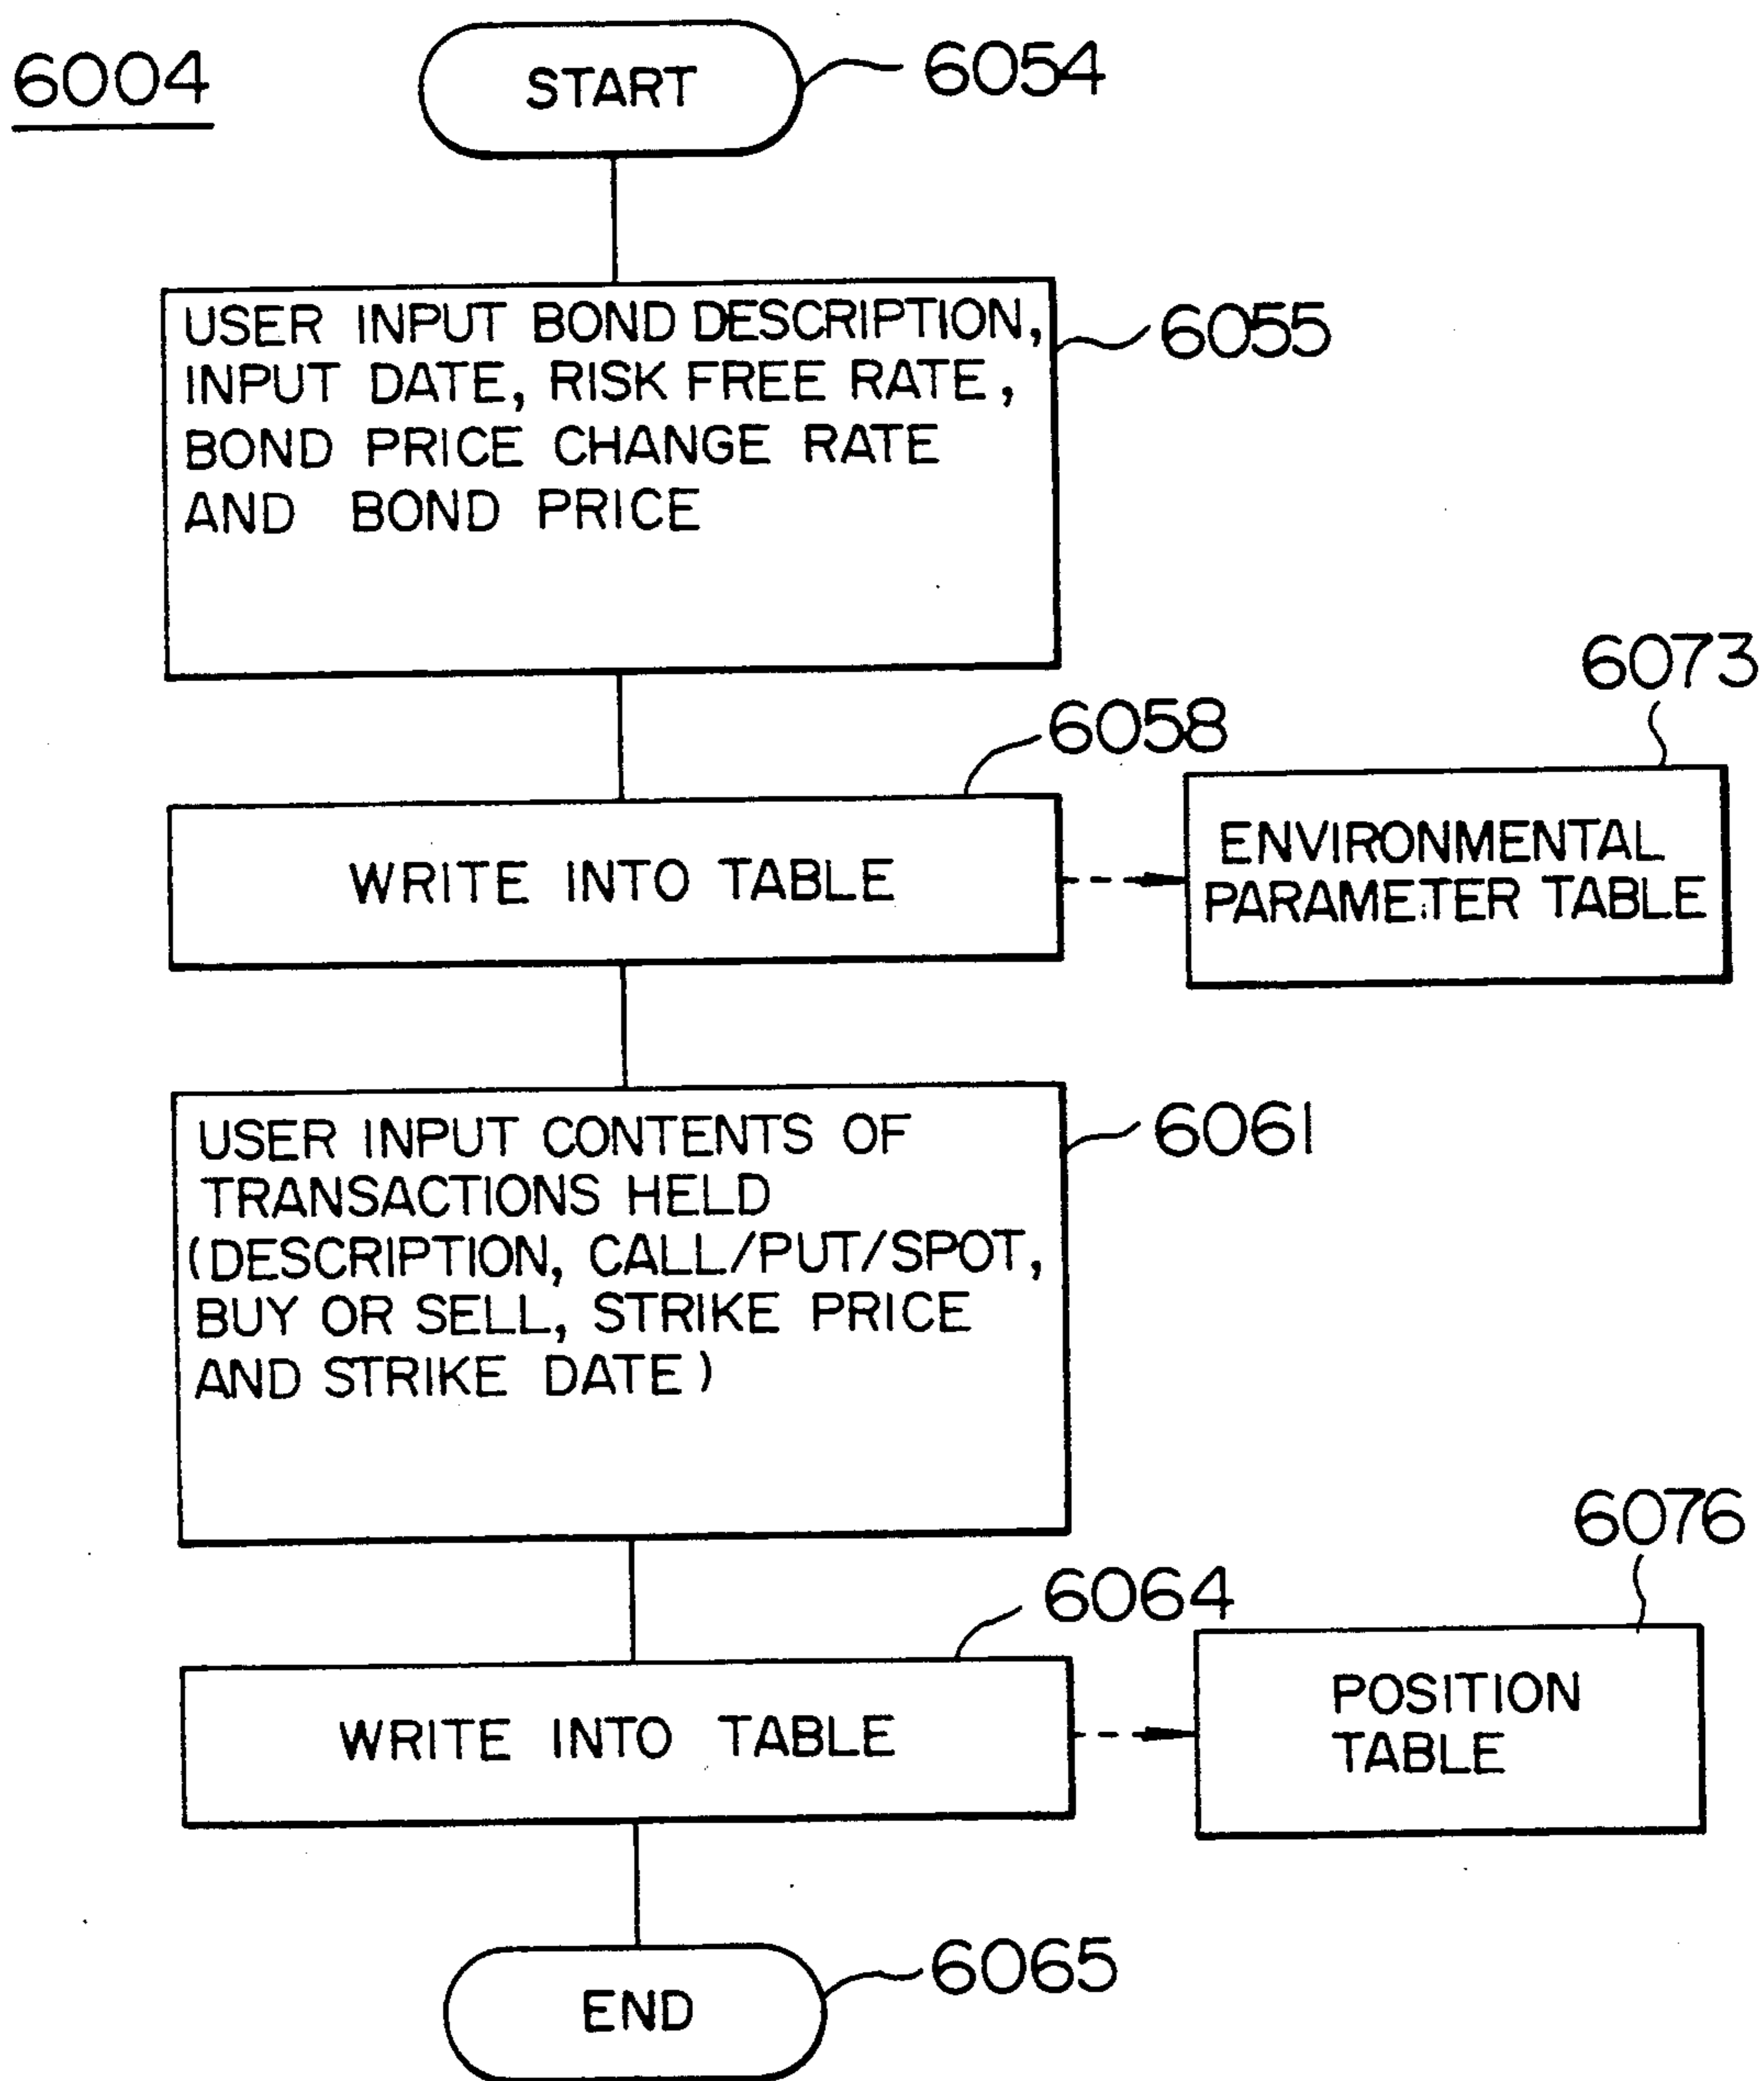 6004
START
6054
USER INPUT BOND DESCRIPTION,
INPUT DATE, RISK FREE RATE,
BOND PRICE CHANGE RATE
AND BOND PRICE
6055
6058
WRITE INTO TABLE
6073
ENVIRONMENTAL
PARAMETER TABLE
USER INPUT CONTENTS OF
TRANSACTIONS HELD
(DESCRIPTION, CALL/PUT/SPOT,
BUY OR SELL, STRIKE PRICE
AND STRIKE DATE)
6061
6064
WRITE INTO TABLE
6076
POSITION
TABLE
END
6065